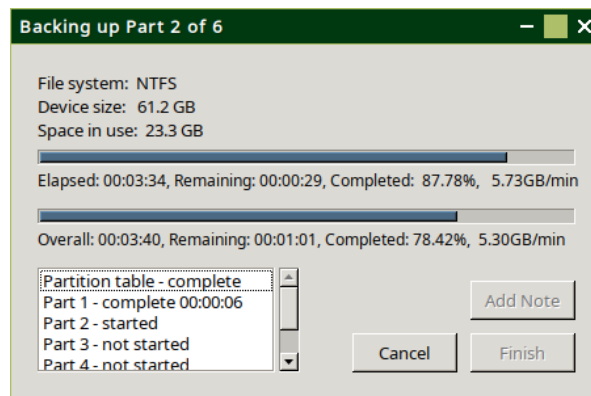 Backing up Part 2 of 6
File system: NTFS
Device size: 61.2 GB
Space in use: 23.3 GB
Elapsed: 00:03:34, Remaining: 00:00:29, Completed: 87.78%, 5.73GB/min
Overall: 00:03:40, Remaining: 00:01:01, Completed: 78.42%, 5.30GB/min
Partition table - complete
Part 1 - complete 00:00:06
Part 2 - started
Part 3 - not started
Part 4 - not started
Add Note
Cancel
Finish